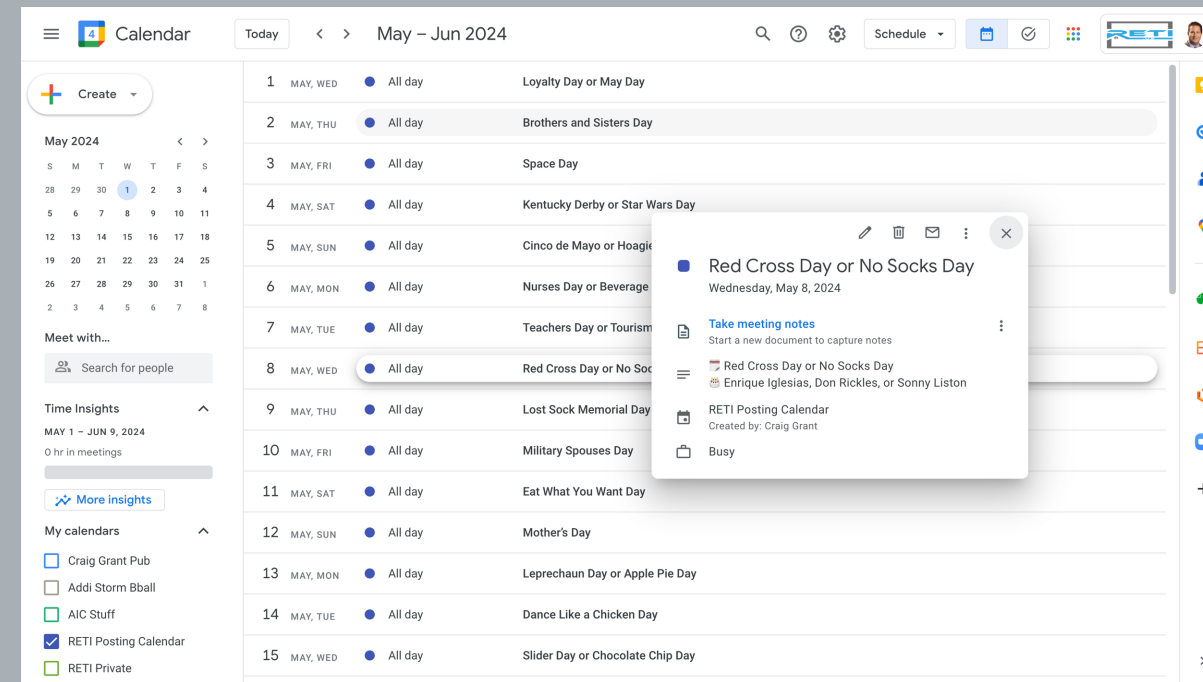 4 Calendar
Today
May – Jun 2024
Schedule
RETI
Create
May 2024
S M T W T F S
28 29 30 1 2 3 4
5 6 7 8 9 10 11
12 13 14 15 16 17 18
19 20 21 22 23 24 25
26 27 28 29 30 31 1
2 3 4 5 6 7 8
Meet with...
Search for people
Time Insights
MAY 1 – JUN 9, 2024
0 hr in meetings
More insights
My calendars
Craig Grant Pub
Addi Storm Bball
AIC Stuff
RETI Posting Calendar
RETI Private
1 MAY, WED All day Loyalty Day or May Day
2 MAY, THU All day Brothers and Sisters Day
3 MAY, FRI All day Space Day
4 MAY, SAT All day Kentucky Derby or Star Wars Day
5 MAY, SUN All day Cinco de Mayo or Hoagie
6 MAY, MON All day Nurses Day or Beverage
7 MAY, TUE All day Teachers Day or Tourism
8 MAY, WED All day Red Cross Day or No Soc
9 MAY, THU All day Lost Sock Memorial Day
10 MAY, FRI All day Military Spouses Day
11 MAY, SAT All day Eat What You Want Day
12 MAY, SUN All day Mother's Day
13 MAY, MON All day Leprechaun Day or Apple Pie Day
14 MAY, TUE All day Dance Like a Chicken Day
15 MAY, WED All day Slider Day or Chocolate Chip Day
Red Cross Day or No Socks Day
Wednesday, May 8, 2024
Take meeting notes
Start a new document to capture notes
Red Cross Day or No Socks Day
Enrique Iglesias, Don Rickles, or Sonny Liston
RETI Posting Calendar
Created by: Craig Grant
Busy